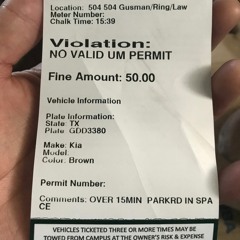 Location: 504 504 Gusman/Ring/Law
Meter Number:
Chalk Time: 15:39
Violation:
NO VALID UM PERMIT
Fine Amount: 50.00
Vehicle Information
Plate Information:
State: TX
Plate: GDD3380
Make: Kia
Model:
Color: Brown
Permit Number:
Comments: OVER 15MIN PARKRD IN SPA
CE
VEHICLES TICKETED THREE OR MORE TIMES MAY BE
TOWED FROM CAMPUS AT THE OWNER'S RISK & EXPENSE